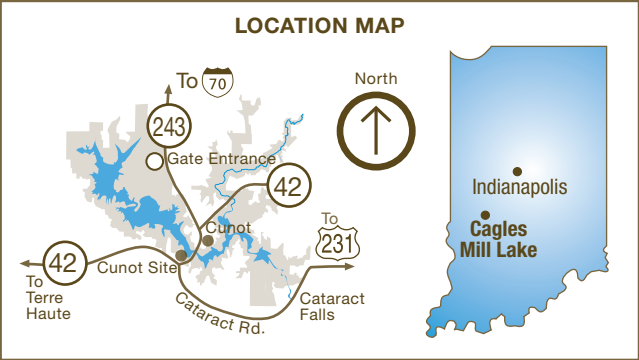 LOCATION MAP
To 70
North
243
Gate Entrance
42
Indianapolis
Cagles
Mill Lake
Cunot
To
231
42
Cunot Site
To
Terre
Haute
Cataract Rd.
Cataract
Falls